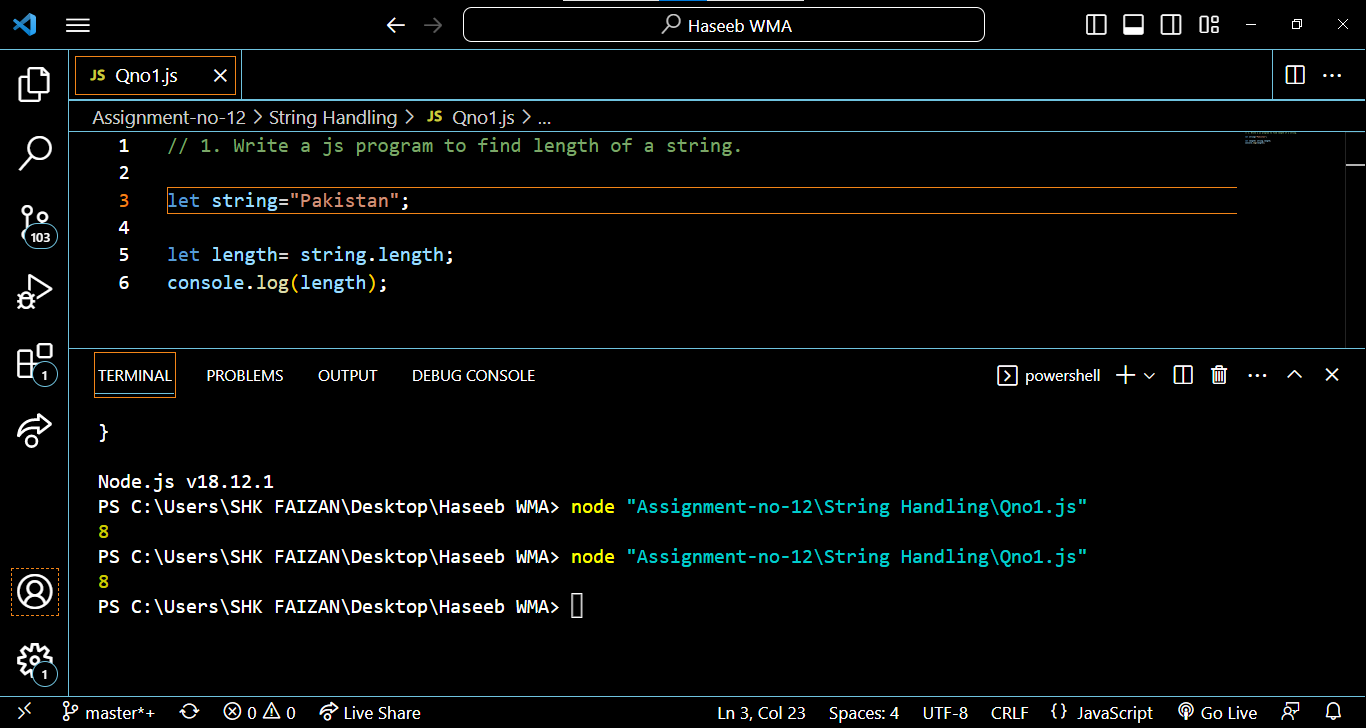 Haseeb WMA
JS Qno1.js
Assignment-no-12 > String Handling > JS Qno1.js > ...
1 // 1. Write a js program to find length of a string.
2
3 let string="Pakistan";
4
5 let length= string.length;
6 console.log(length);
103
1
TERMINAL PROBLEMS OUTPUT DEBUG CONSOLE powershell
}
Node.js v18.12.1
PS C:\Users\SHK FAIZAN\Desktop\Haseeb WMA> node "Assignment-no-12\String Handling\Qno1.js"
8
PS C:\Users\SHK FAIZAN\Desktop\Haseeb WMA> node "Assignment-no-12\String Handling\Qno1.js"
8
PS C:\Users\SHK FAIZAN\Desktop\Haseeb WMA>
1
master*+ 0 0 Live Share Ln 3, Col 23 Spaces: 4 UTF-8 CRLF {} JavaScript Go Live